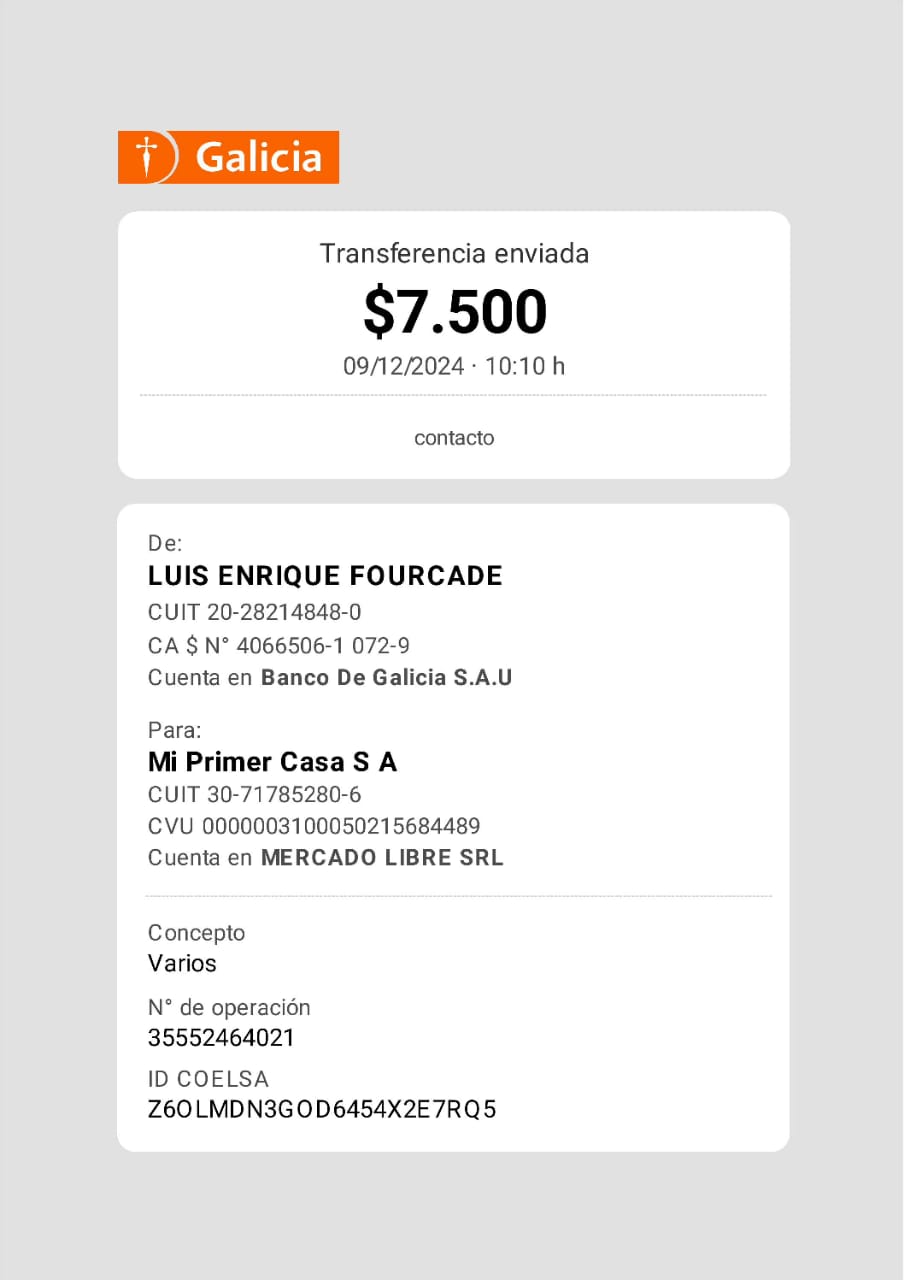 Galicia
Transferencia enviada
$7.500
09/12/2024 · 10:10 h
contacto
De:
LUIS ENRIQUE FOURCADE
CUIT 20-28214848-0
CA $ N° 4066506-1 072-9
Cuenta en Banco De Galicia S.A.U
Para:
Mi Primer Casa S A
CUIT 30-71785280-6
CVU 0000003100050215684489
Cuenta en MERCADO LIBRE SRL
Concepto
Varios
N° de operación
35552464021
ID COELSA
Z6OLMDN3GOD6454X2E7RQ5